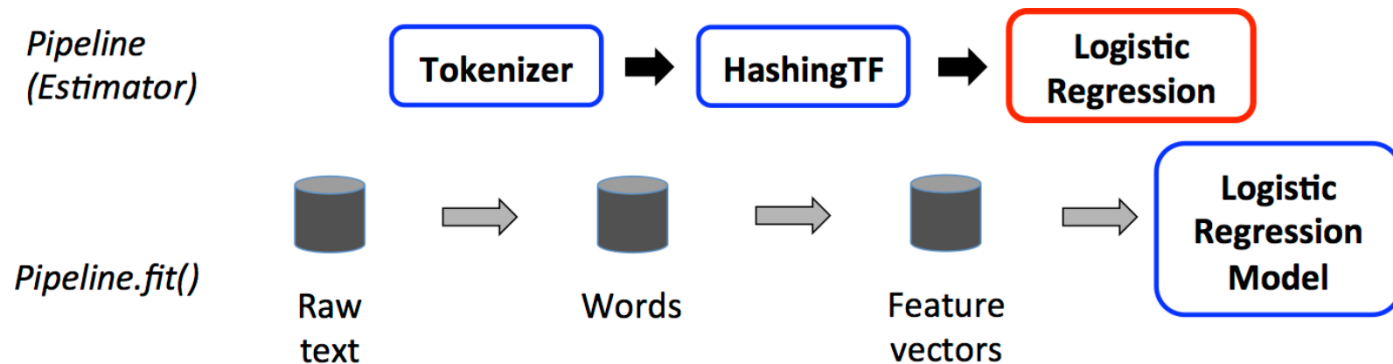 Pipeline
(Estimator)
Tokenizer
HashingTF
Logistic
Regression
Pipeline.fit()
Raw
text
Words
Feature
vectors
Logistic
Regression
Model